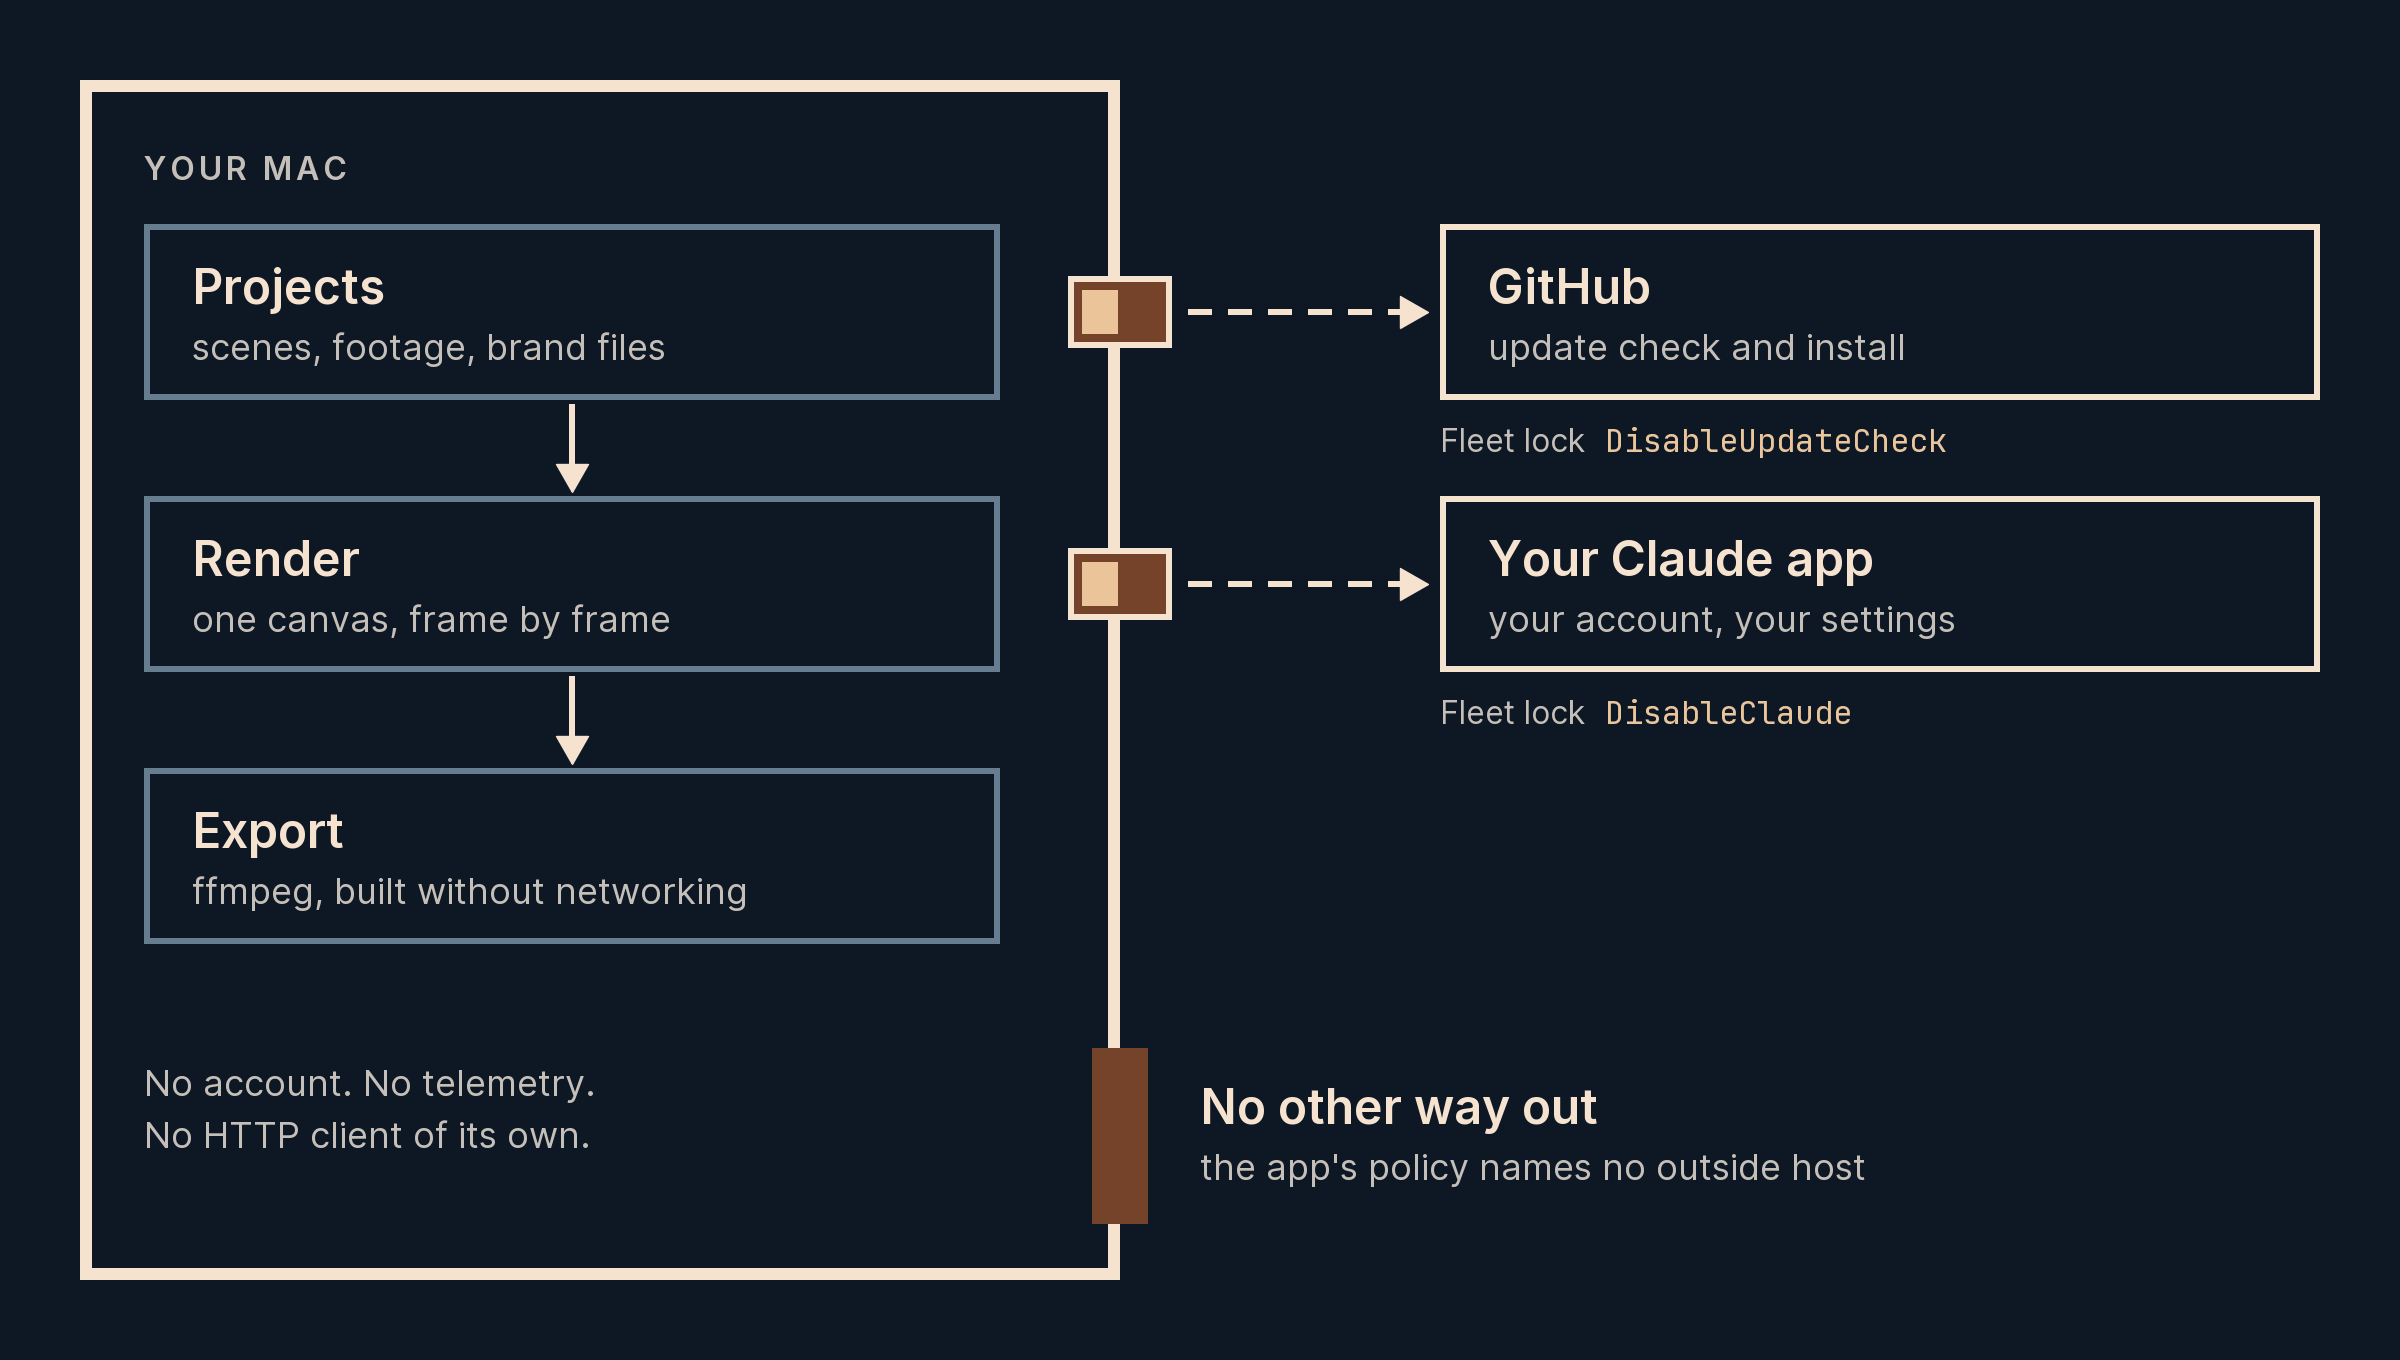 YOUR MAC
Projects
scenes, footage, brand files
Render
one canvas, frame by frame
Export
ffmpeg, built without networking
No account. No telemetry.
No HTTP client of its own.
GitHub
update check and install
Fleet lock DisableUpdateCheck
Your Claude app
your account, your settings
Fleet lock DisableClaude
No other way out
the app's policy names no outside host